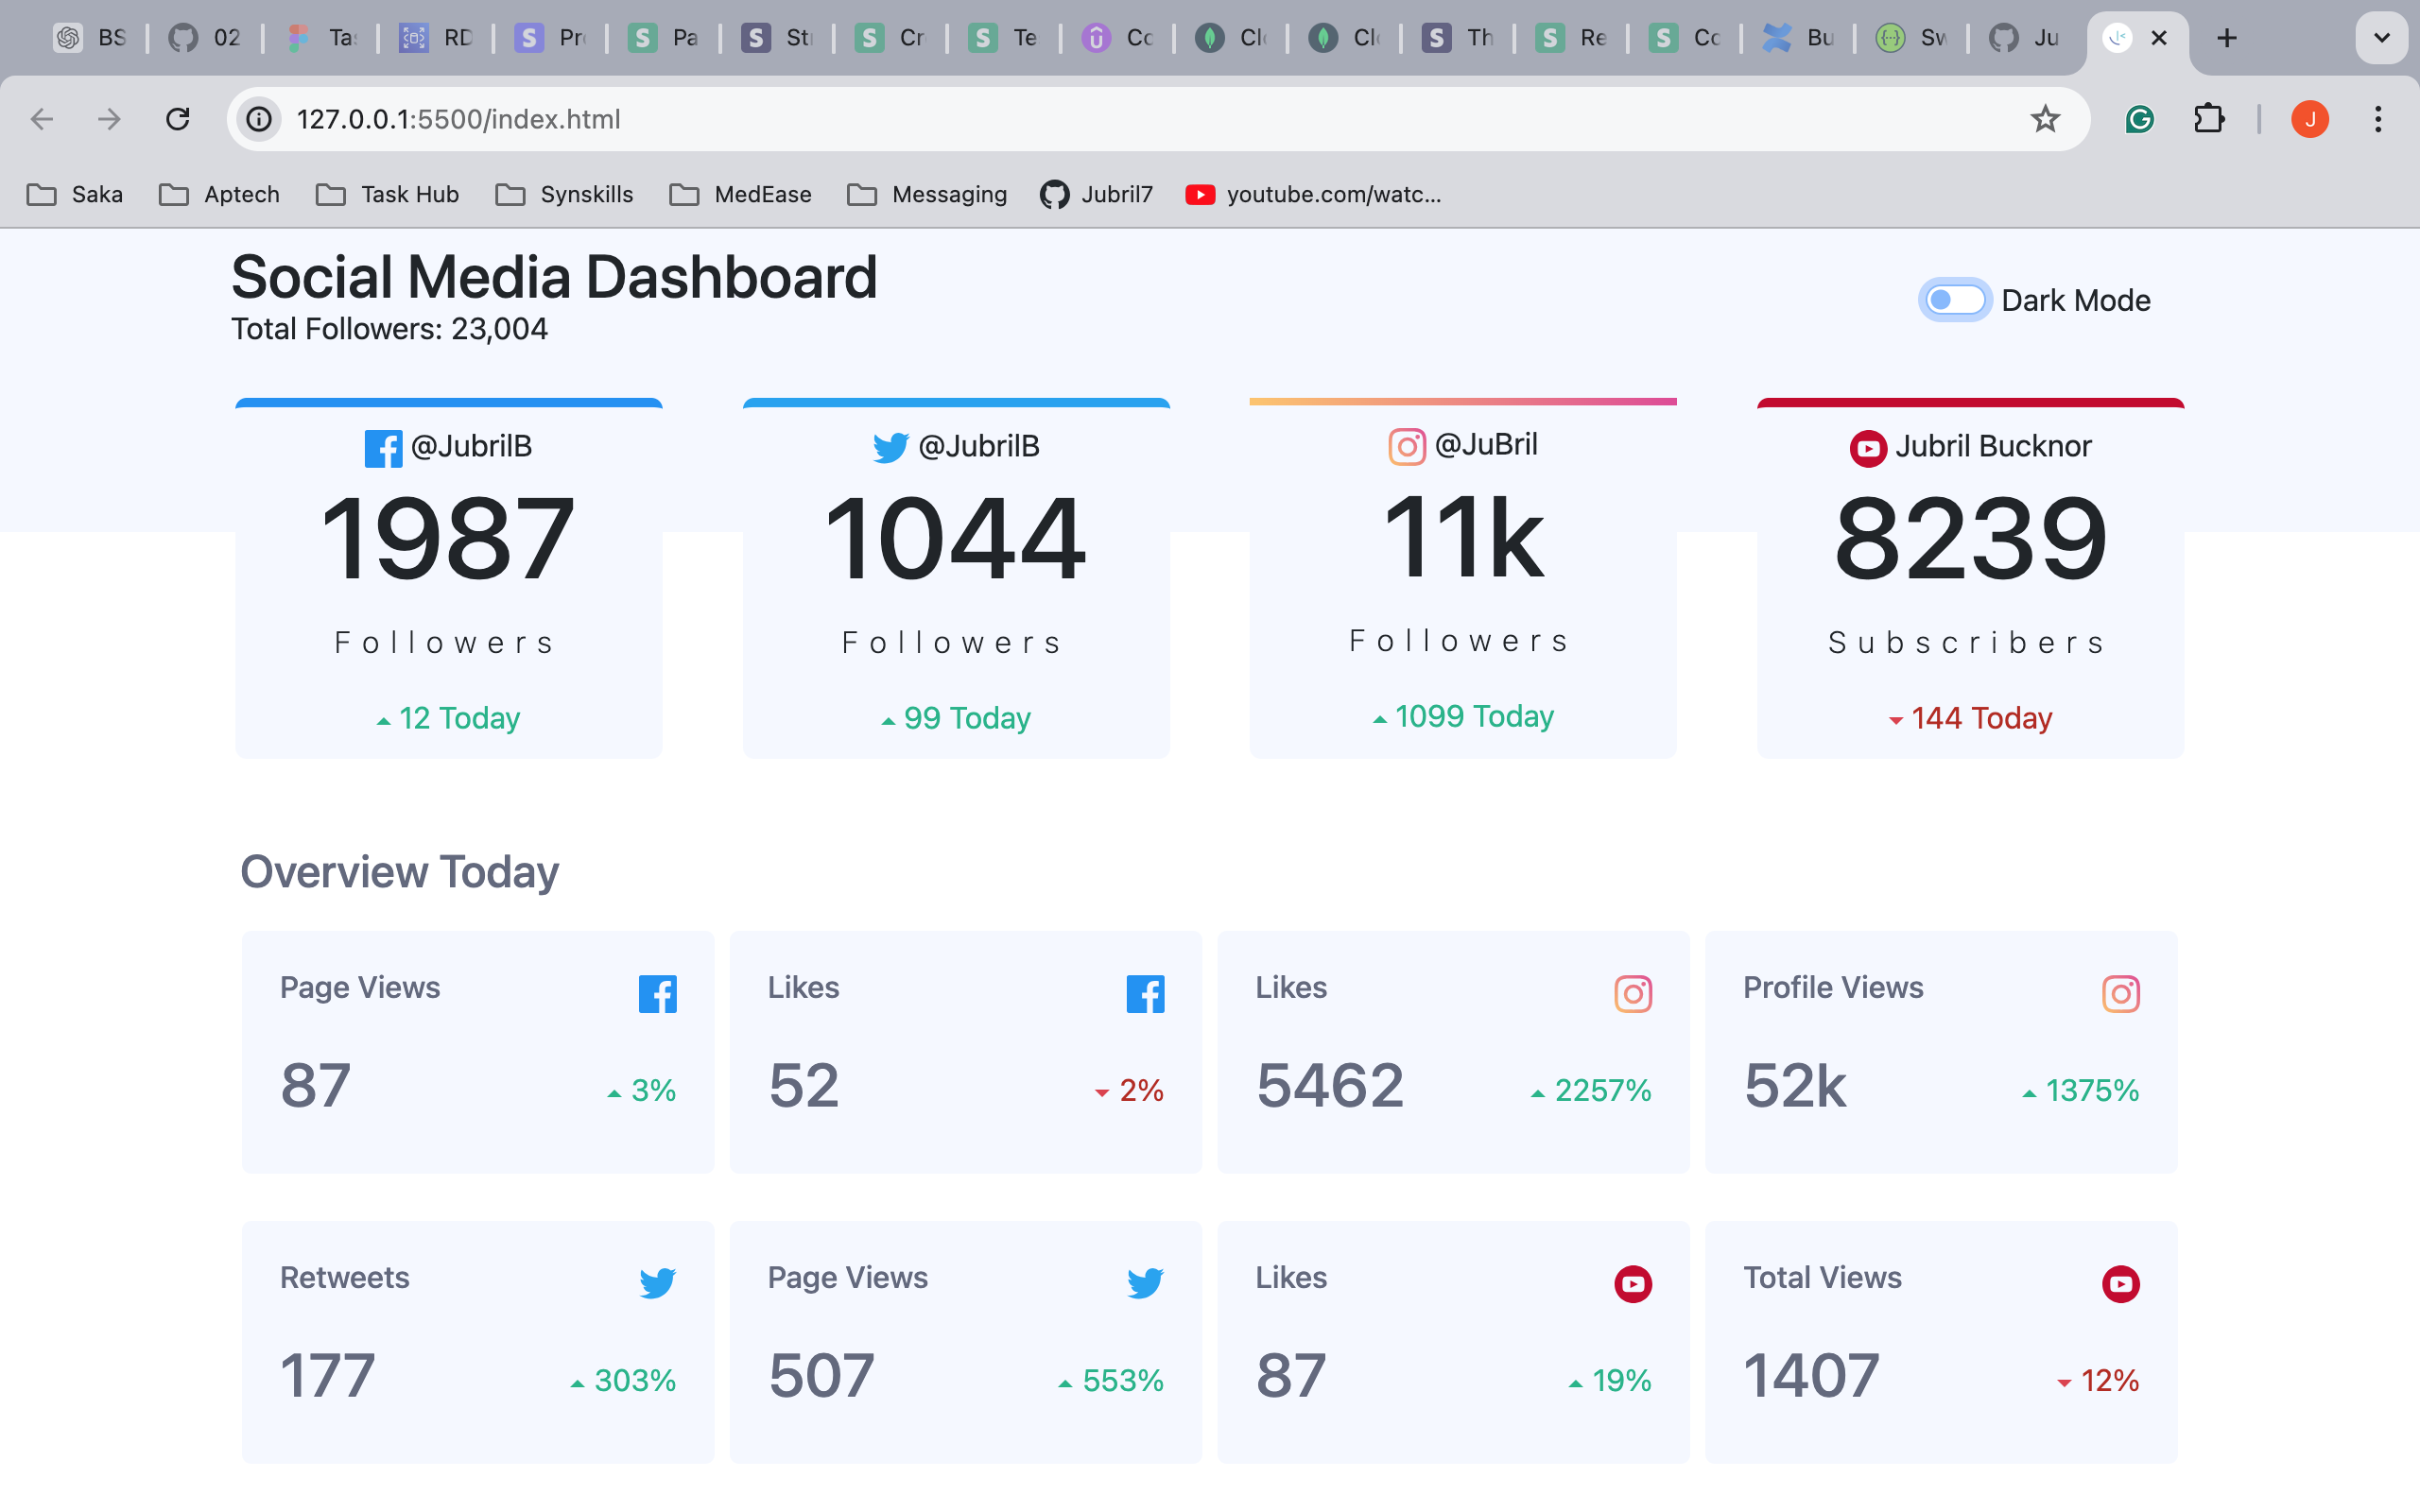 BS 02 Ta RD Pr Pa St Cr Te Co Clo Clo Th Re Co Bu Sw Ju
127.0.0.1:5500/index.html
J
Saka Aptech Task Hub Synskills MedEase Messaging Jubril7 youtube.com/watc...
Social Media Dashboard
Total Followers: 23,004
Dark Mode
@JubrilB @JubrilB @JuBril Jubril Bucknor
1987 1044 11k 8239
Followers Followers Followers Subscribers
12 Today 99 Today 1099 Today 144 Today
Overview Today
Page Views Likes Likes Profile Views
87 3% 52 2% 5462 2257% 52k 1375%
Retweets Page Views Likes Total Views
177 303% 507 553% 87 19% 1407 12%